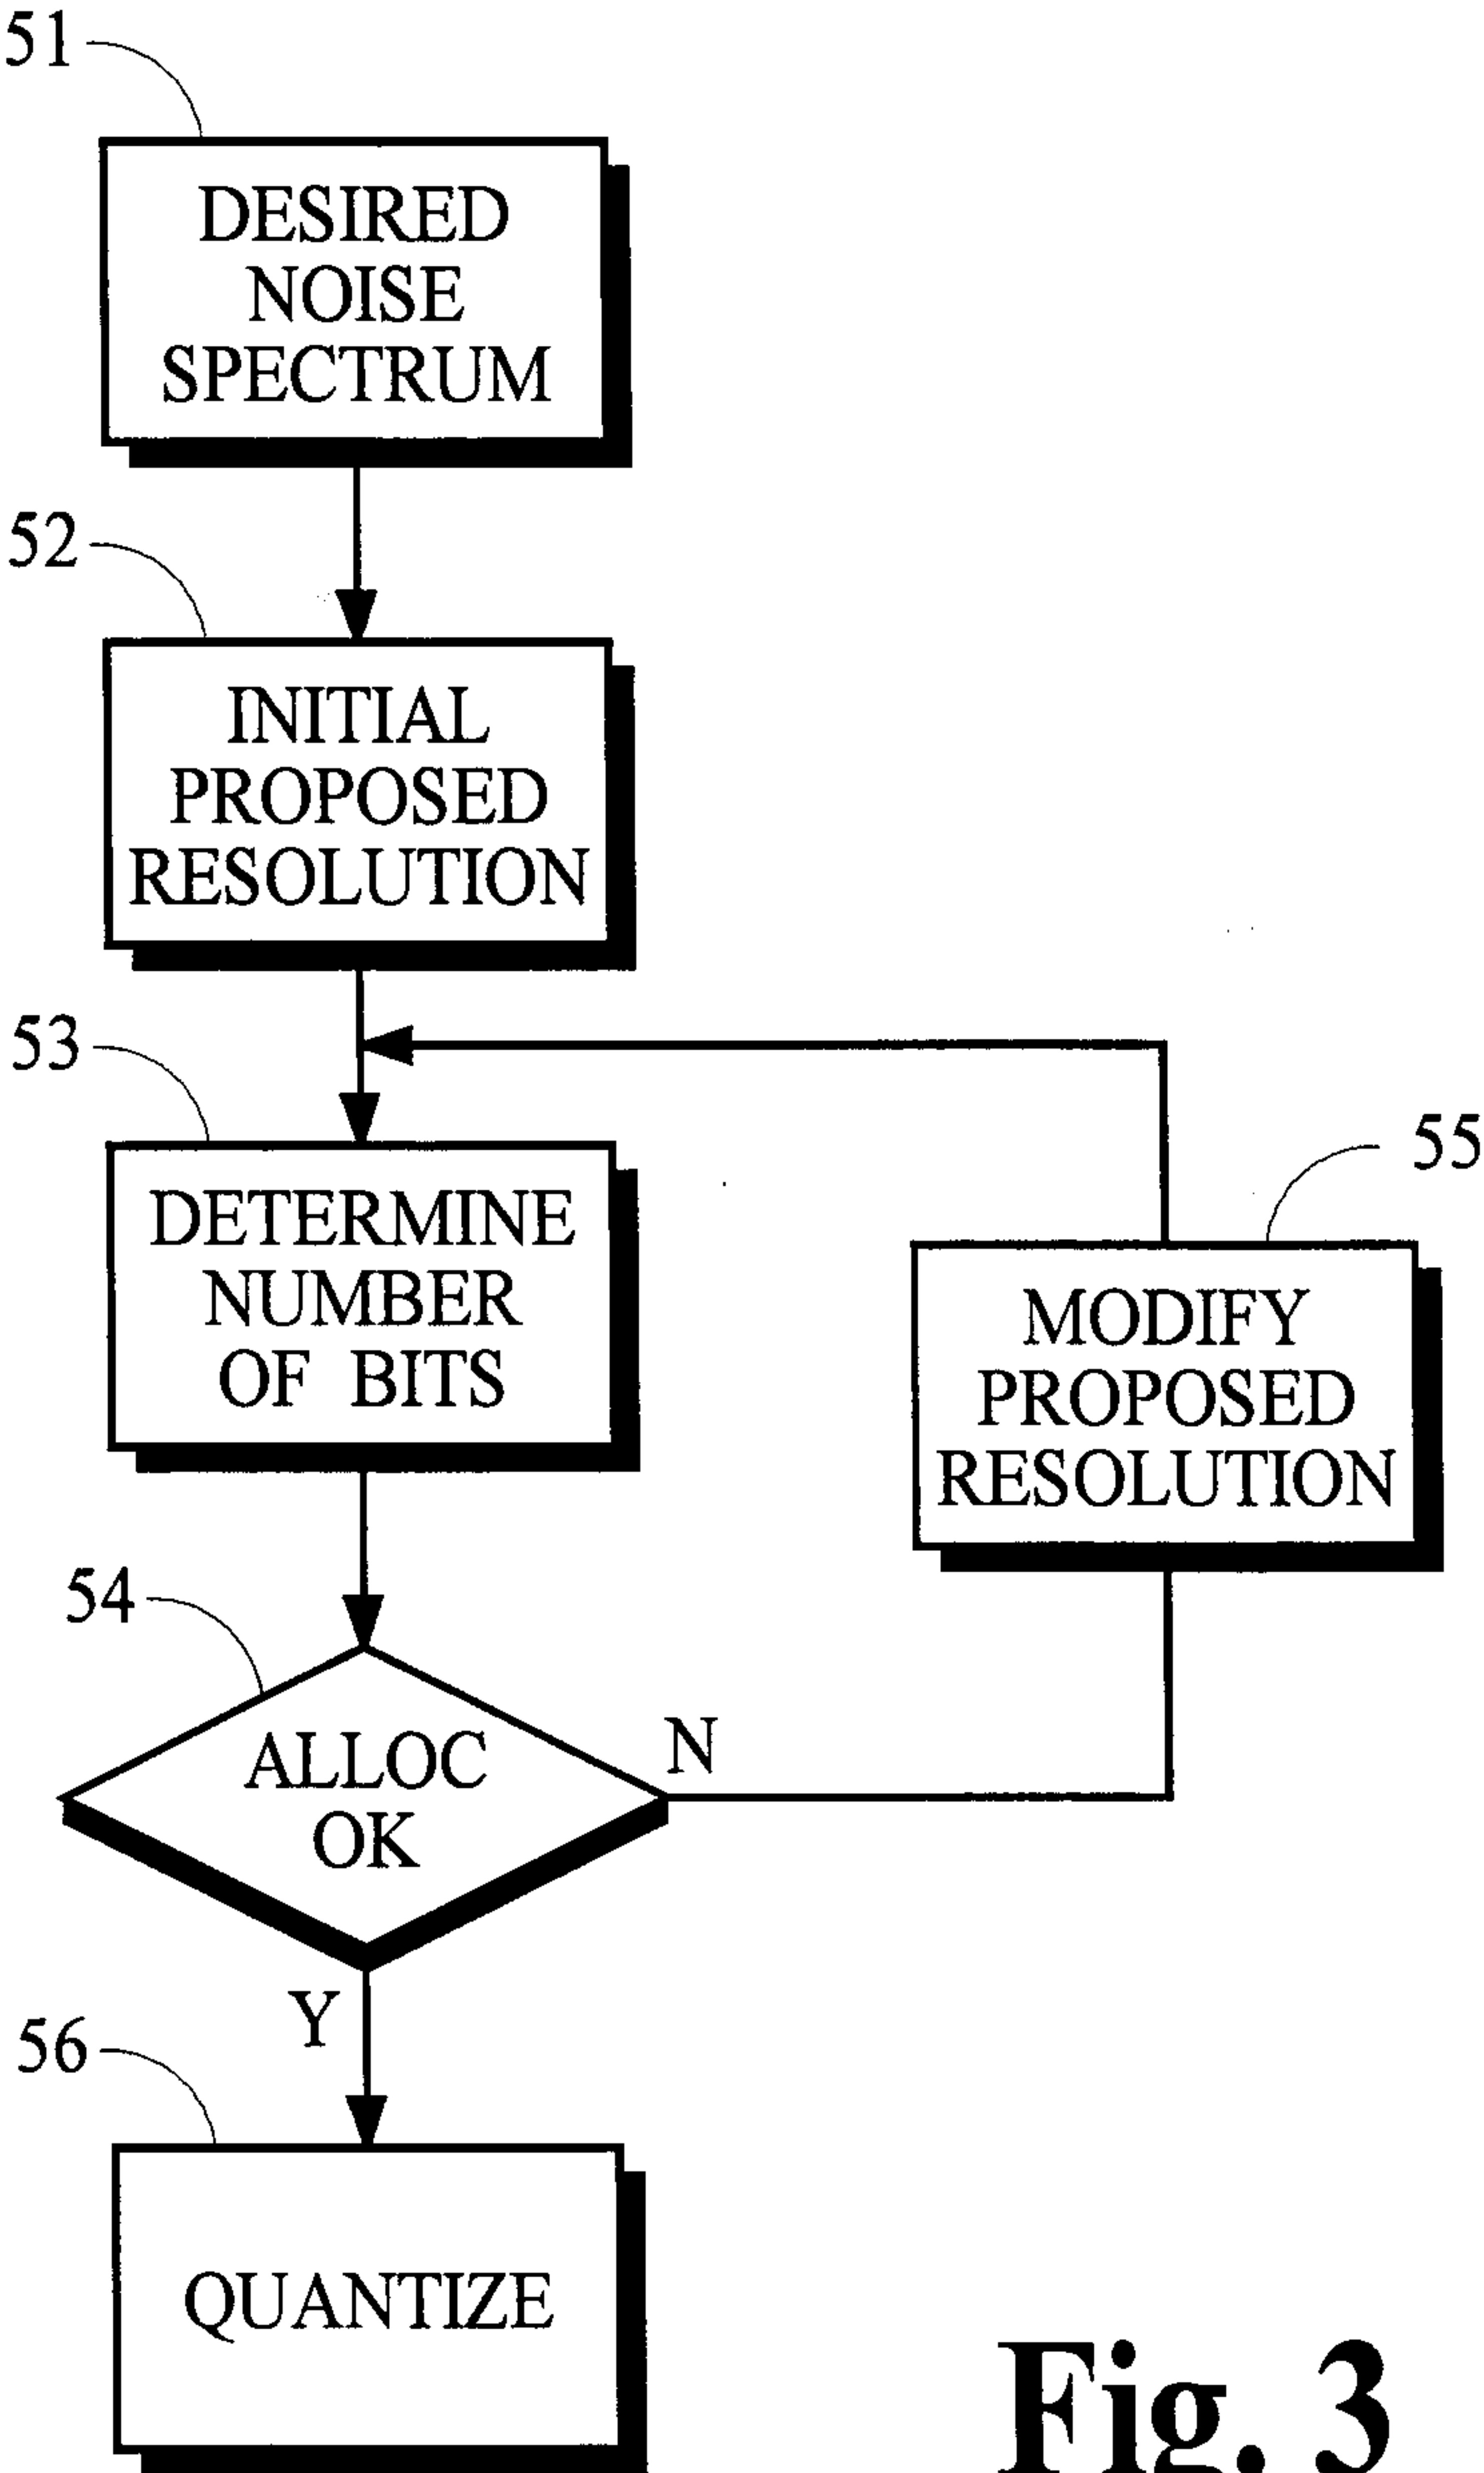 51
DESIRED
NOISE
SPECTRUM
52
INITIAL
PROPOSED
RESOLUTION
53
DETERMINE
NUMBER
OF BITS
55
MODIFY
PROPOSED
RESOLUTION
54
ALLOC
OK
N
Y
56
QUANTIZE
Fig. 3